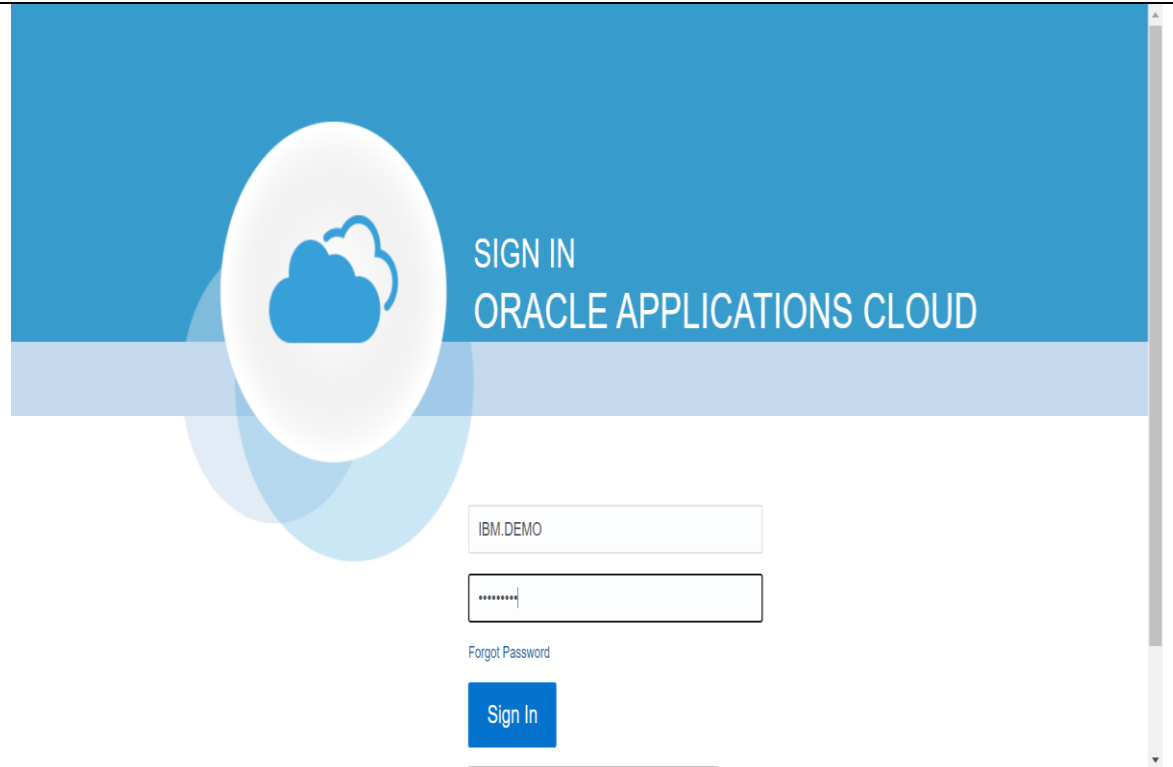 SIGN IN
ORACLE APPLICATIONS CLOUD
IBM.DEMO
•••••••••
Forgot Password
Sign In